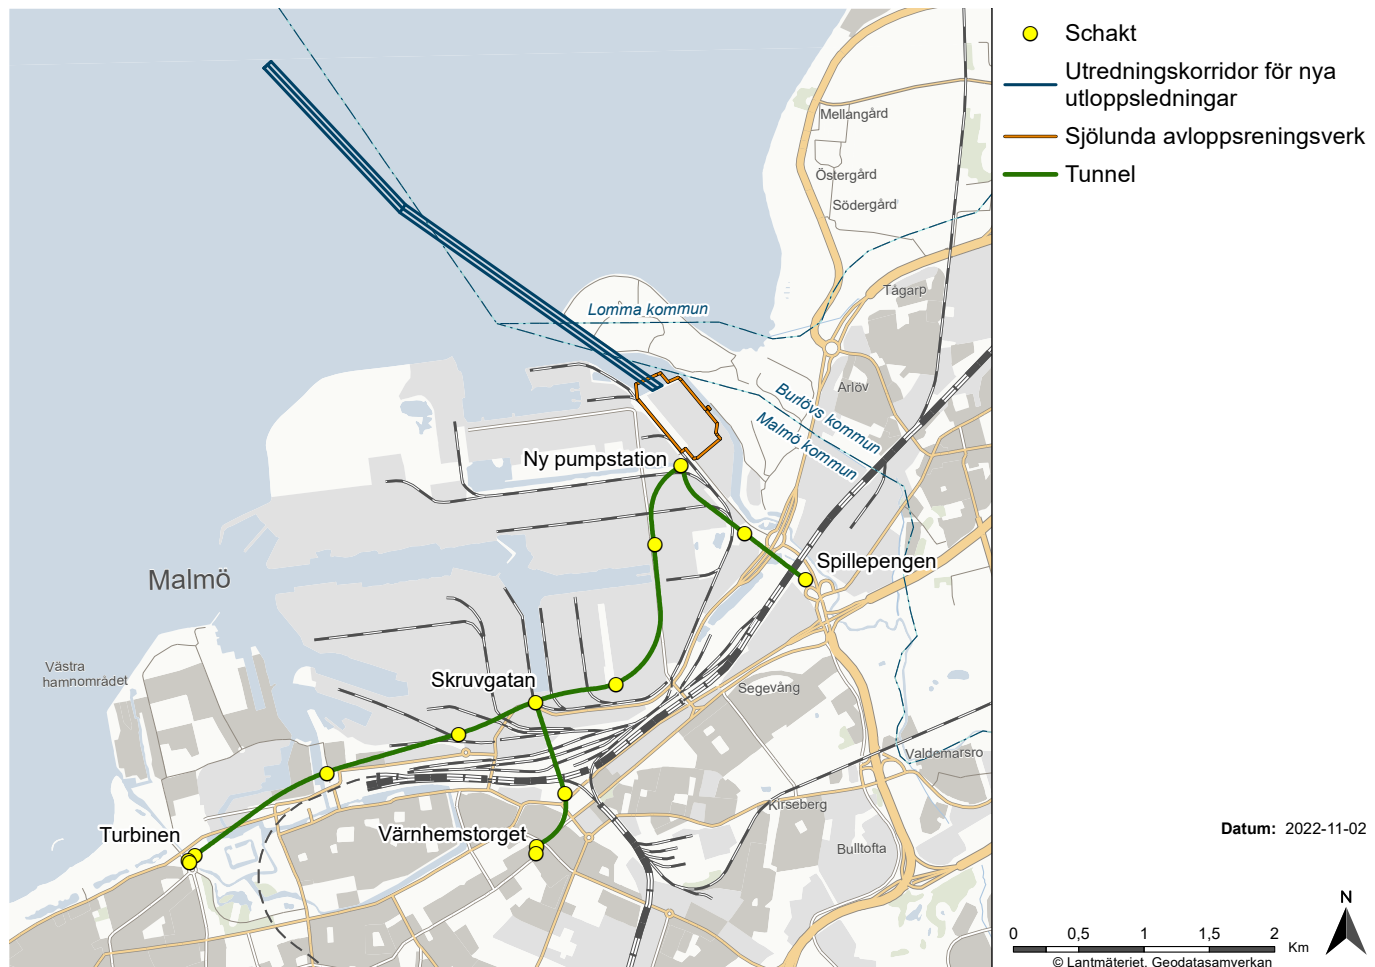 Schakt
Utredningskorridor för nya
utloppsledningar
Sjölunda avloppsreningsverk
Tunnel
Mellangård
Östergård
Södergård
Tågarp
Lomma kommun
Arlöv
Burlövs kommun
Malmö kommun
Ny pumpstation
Spillepengen
Malmö
Västra
hamnområdet
Skruvgatan
Segevång
Valdemarsro
Kirseberg
Turbinen
Värnhemstorget
Bulltofta
Datum: 2022-11-02
N
0 0,5 1 1,5 2
Km
© Lantmäteriet, Geodatasamverkan